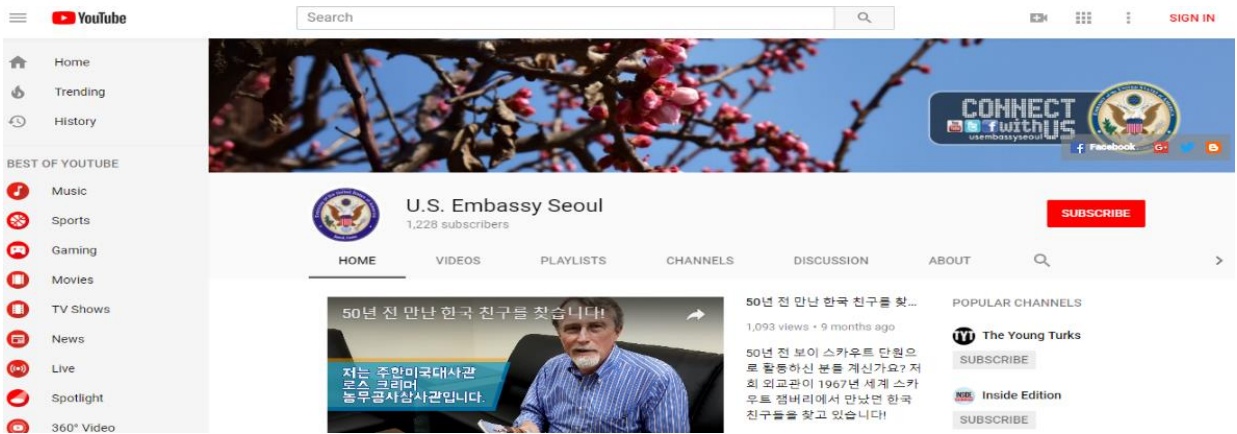 YouTube
Search
SIGN IN
Home
Trending
History
BEST OF YOUTUBE
Music
Sports
Gaming
Movies
TV Shows
News
Live
Spotlight
360° Video
CONNECT
with US
usembassyseoul
Facebook
U.S. Embassy Seoul
1,228 subscribers
SUBSCRIBE
HOME VIDEOS PLAYLISTS CHANNELS DISCUSSION ABOUT
50년 전 만난 한국 친구를 찾습니다!
저는 주한미국대사관
로스 크리머
농무공사참사관입니다.
50년 전 만난 한국 친구를 찾...
1,093 views • 9 months ago
50년 전 보이 스카우트 단원으
로 활동하신 분들 계신가요? 저
희 외교관이 1967년 세계 스카
우트 잼버리에서 만났던 한국
친구들을 찾고 있습니다!
POPULAR CHANNELS
The Young Turks
SUBSCRIBE
Inside Edition
SUBSCRIBE